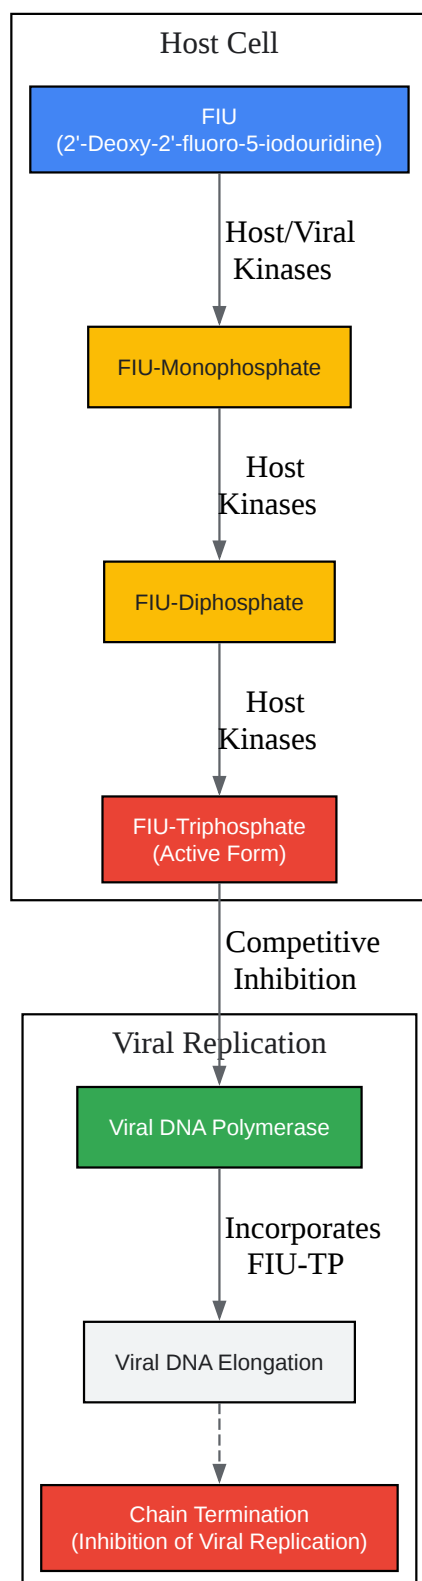 Host Cell
FIU
(2'-Deoxy-2'-fluoro-5-iodouridine)
Host/Viral
Kinases
FIU-Monophosphate
Host
Kinases
FIU-Diphosphate
Host
Kinases
FIU-Triphosphate
(Active Form)
Competitive
Inhibition
Viral Replication
Viral DNA Polymerase
Incorporates
FIU-TP
Viral DNA Elongation
Chain Termination
(Inhibition of Viral Replication)